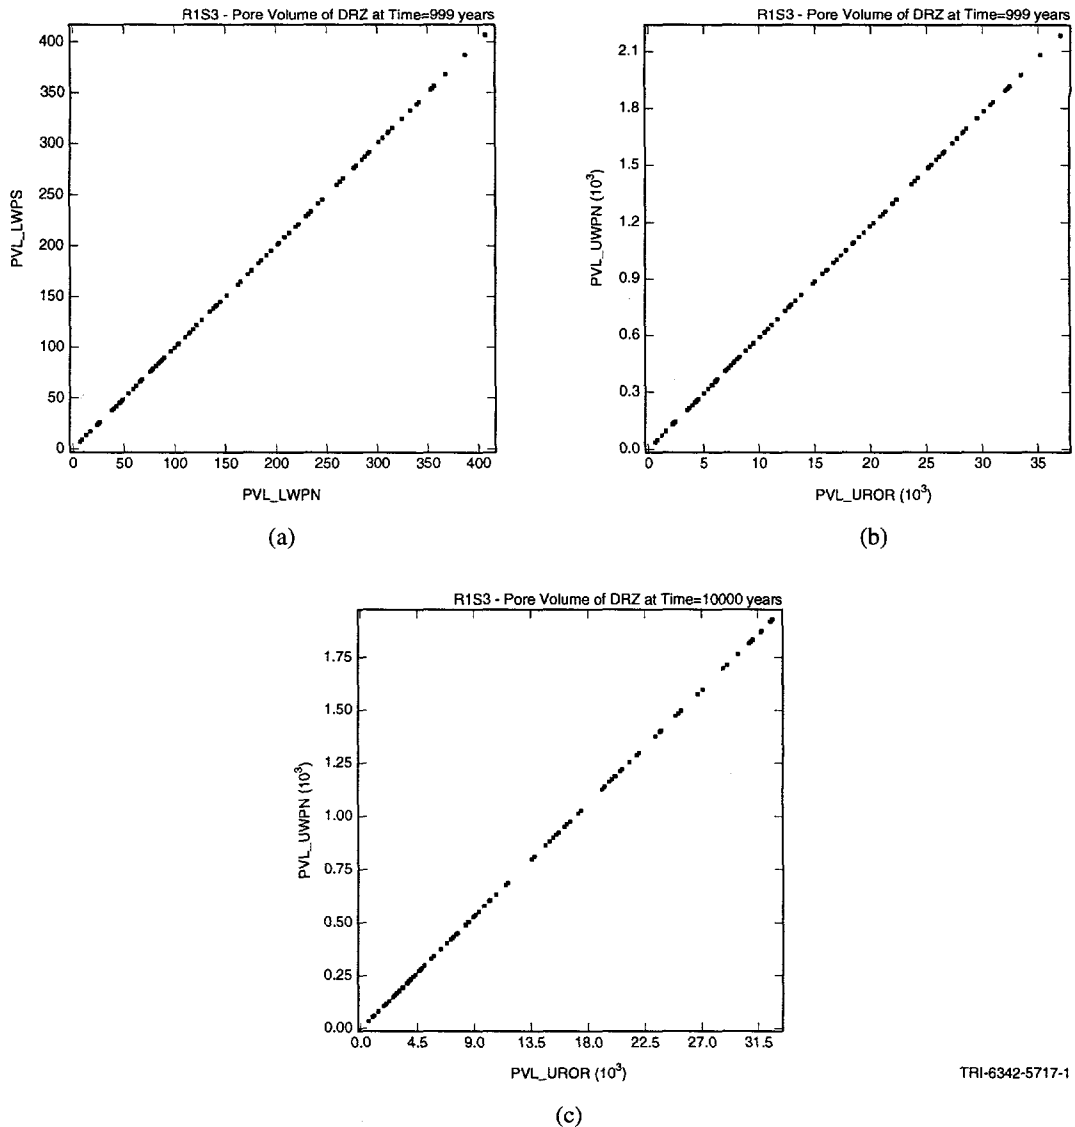 R1S3 - Pore Volume of DRZ at Time=999 years
400
350
300
250
200
150
100
50
0
PVL_LWPS
0 50 100 150 200 250 300 350 400
PVL_LWPN
(a)
R1S3 - Pore Volume of DRZ at Time=999 years
2.1
1.8
1.5
1.2
0.9
0.6
0.3
0.0
PVL_UWPN (10³)
0 5 10 15 20 25 30 35
PVL_UROR (10³)
(b)
R1S3 - Pore Volume of DRZ at Time=10000 years
1.75
1.50
1.25
1.00
0.75
0.50
0.25
0.00
PVL_UWPN (10³)
0.0 4.5 9.0 13.5 18.0 22.5 27.0 31.5
PVL_UROR (10³)
TRI-6342-5717-1
(c)